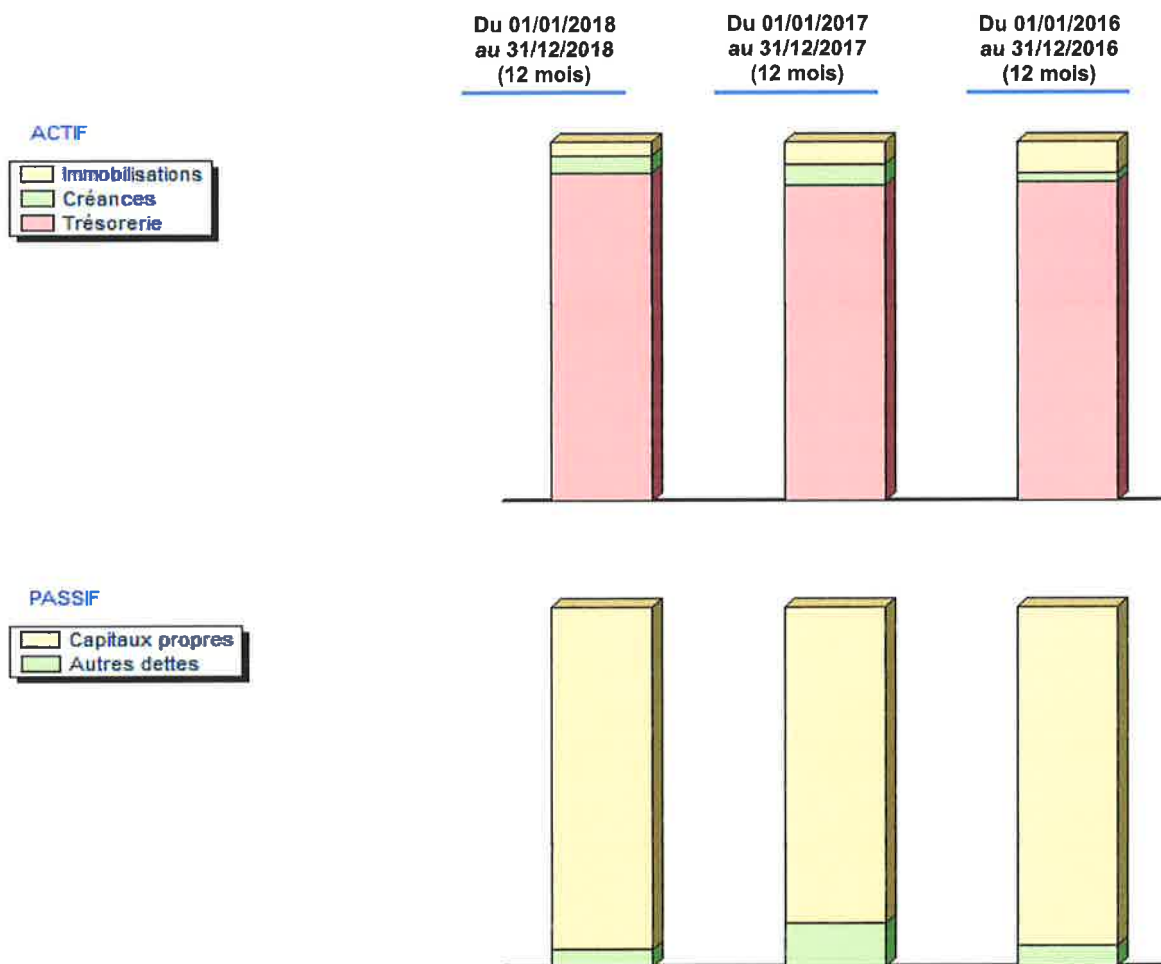 Du 01/01/2018
au 31/12/2018
(12 mois)
Du 01/01/2017
au 31/12/2017
(12 mois)
Du 01/01/2016
au 31/12/2016
(12 mois)
ACTIF
Immobilisations
Créances
Trésorerie
PASSIF
Capitaux propres
Autres dettes